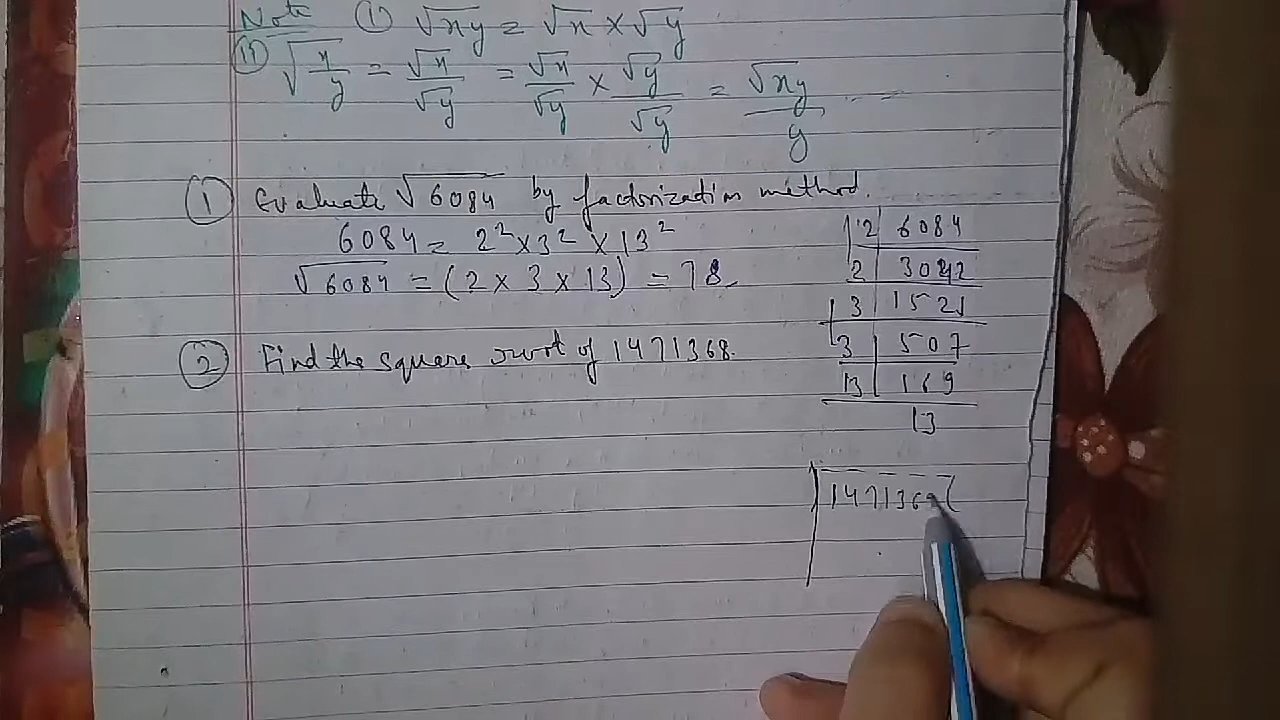 Note (i) √xy = √x × √y
(ii) √x/y = √x/√y = √x/√y × √y/√y = √xy/y
① Evaluate √6084 by factorization method.
6084 = 2² × 3² × 13²
√6084 = (2 × 3 × 13) = 78
2 | 6084
2 | 3042
3 | 1521
3 | 507
13 | 169
13
② Find the square root of 1471368.
1471369